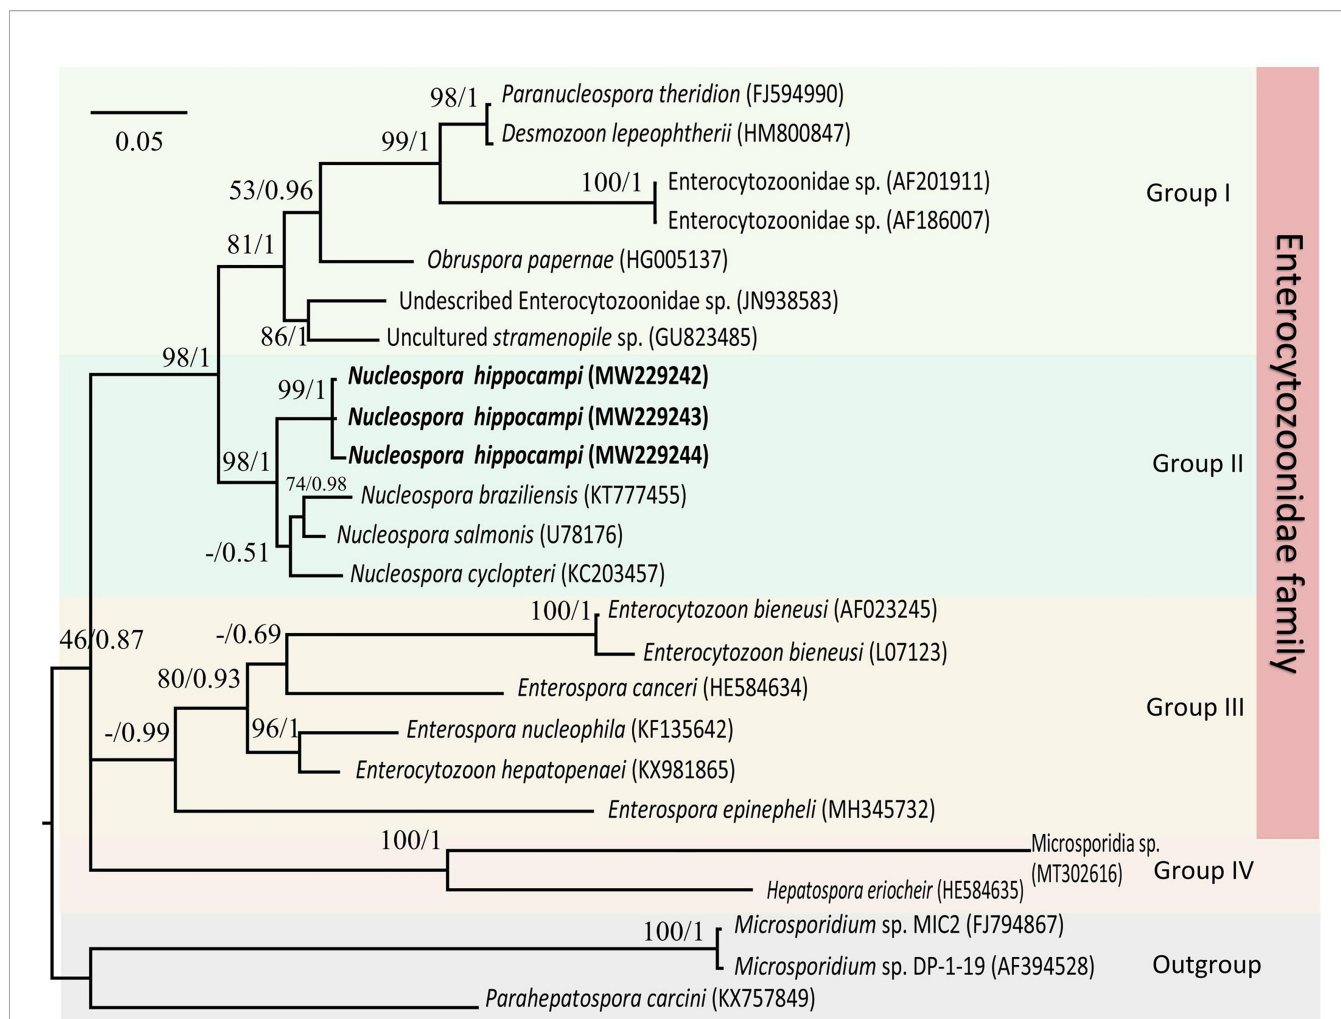 98/1
Paranucleospora theridion (FJ594990)
0.05
99/1
Desmozoon lepeophtherii (HM800847)
53/0.96
100/1
Enterocytozoonidae sp. (AF201911)
Group I
Enterocytozoonidae sp. (AF186007)
81/1
Obruspora papernae (HG005137)
Undescribed Enterocytozoonidae sp. (JN938583)
86/1
Uncultured stramenopile sp. (GU823485)
98/1
99/1
Nucleospora hippocampi (MW229242)
Nucleospora hippocampi (MW229243)
98/1
Nucleospora hippocampi (MW229244)
Group II
74/0.98
Nucleospora braziliensis (KT777455)
Nucleospora salmonis (U78176)
-/0.51
Nucleospora cyclopteri (KC203457)
Enterocytozoonidae family
100/1
Enterocytozoon bieneusi (AF023245)
46/0.87
-/0.69
Enterocytozoon bieneusi (L07123)
80/0.93
Enterospora canceri (HE584634)
Group III
-/0.99
96/1
Enterospora nucleophila (KF135642)
Enterocytozoon hepatopenaei (KX981865)
Enterospora epinepheli (MH345732)
100/1
Microsporidia sp.
(MT302616)
Group IV
Hepatospora eriocheir (HE584635)
100/1
Microsporidium sp. MIC2 (FJ794867)
Microsporidium sp. DP-1-19 (AF394528)
Outgroup
Parahepatospora carcini (KX757849)